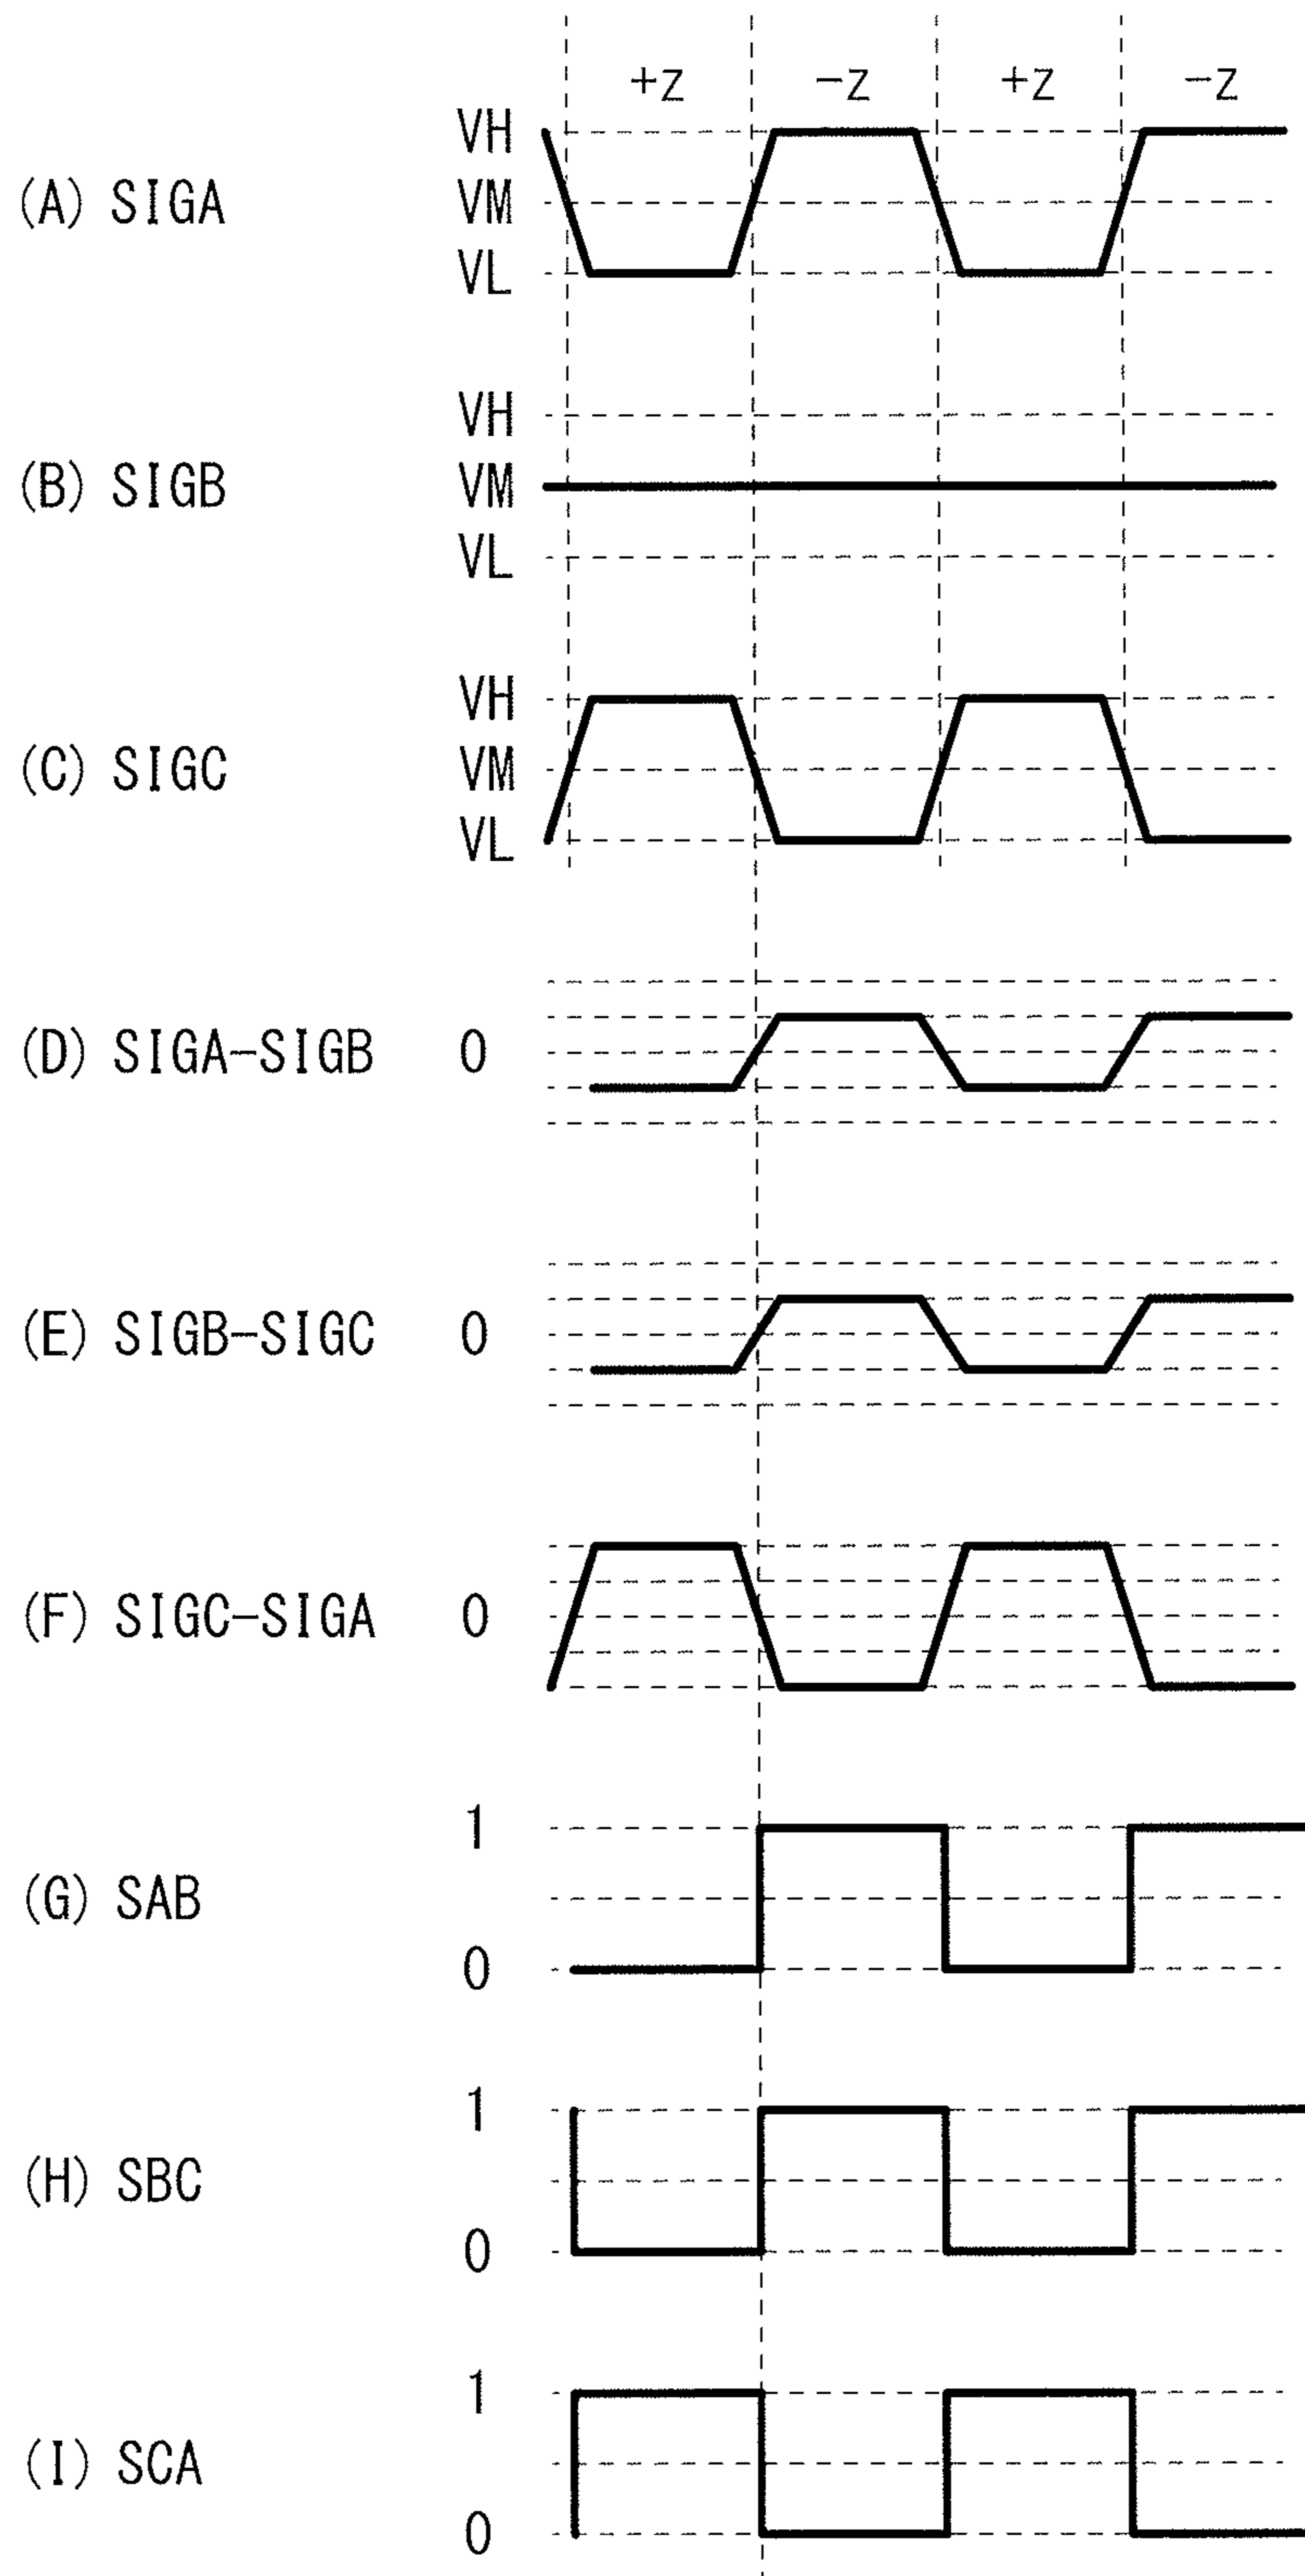 +z -z +z -z
(A) SIGA
VH
VM
VL
(B) SIGB
VH
VM
VL
(C) SIGC
VH
VM
VL
(D) SIGA-SIGB 0
(E) SIGB-SIGC 0
(F) SIGC-SIGA 0
(G) SAB
1
0
(H) SBC
1
0
(I) SCA
1
0